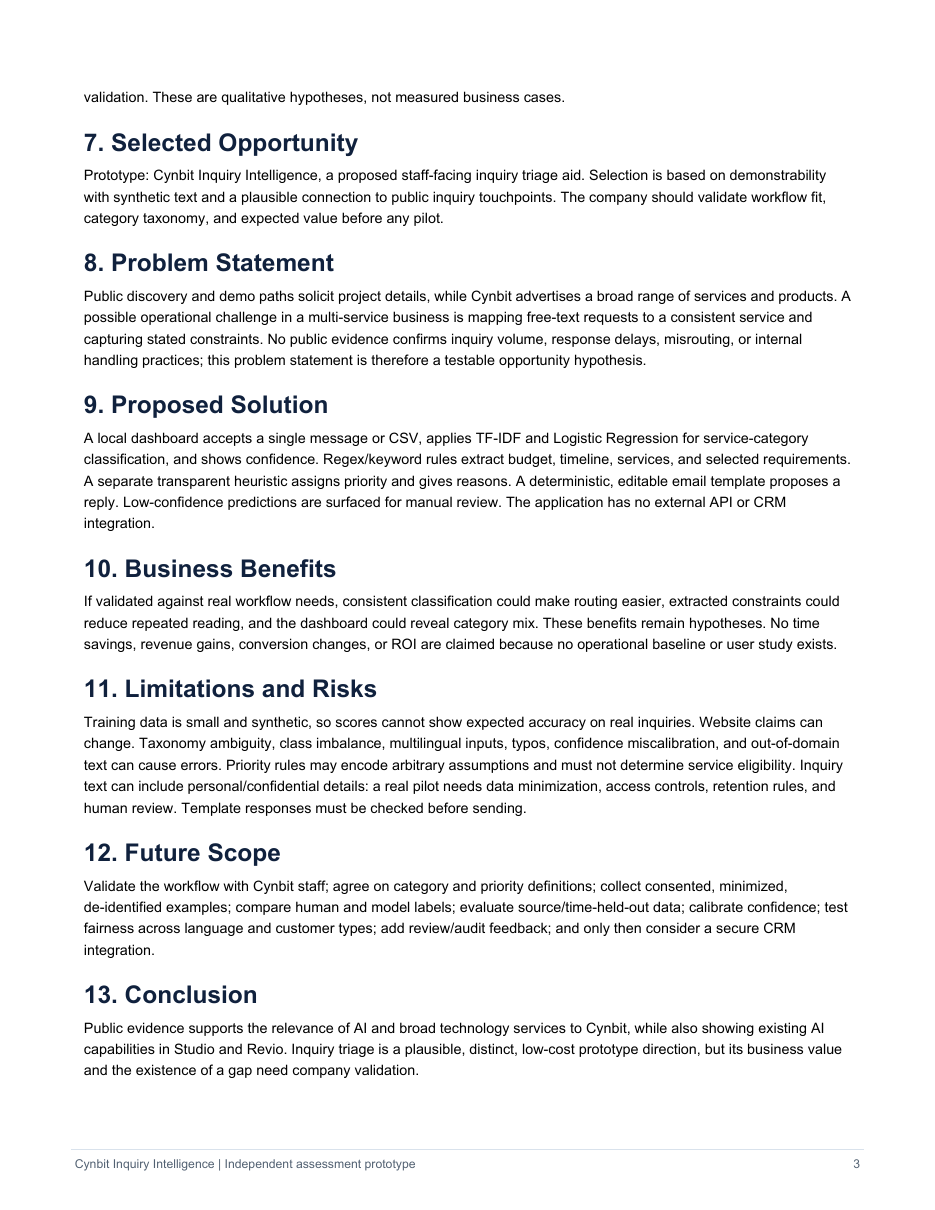 validation. These are qualitative hypotheses, not measured business cases.
7. Selected Opportunity
Prototype: Cynbit Inquiry Intelligence, a proposed staff-facing inquiry triage aid. Selection is based on demonstrability
with synthetic text and a plausible connection to public inquiry touchpoints. The company should validate workflow fit,
category taxonomy, and expected value before any pilot.
8. Problem Statement
Public discovery and demo paths solicit project details, while Cynbit advertises a broad range of services and products. A
possible operational challenge in a multi-service business is mapping free-text requests to a consistent service and
capturing stated constraints. No public evidence confirms inquiry volume, response delays, misrouting, or internal
handling practices; this problem statement is therefore a testable opportunity hypothesis.
9. Proposed Solution
A local dashboard accepts a single message or CSV, applies TF-IDF and Logistic Regression for service-category
classification, and shows confidence. Regex/keyword rules extract budget, timeline, services, and selected requirements.
A separate transparent heuristic assigns priority and gives reasons. A deterministic, editable email template proposes a
reply. Low-confidence predictions are surfaced for manual review. The application has no external API or CRM
integration.
10. Business Benefits
If validated against real workflow needs, consistent classification could make routing easier, extracted constraints could
reduce repeated reading, and the dashboard could reveal category mix. These benefits remain hypotheses. No time
savings, revenue gains, conversion changes, or ROI are claimed because no operational baseline or user study exists.
11. Limitations and Risks
Training data is small and synthetic, so scores cannot show expected accuracy on real inquiries. Website claims can
change. Taxonomy ambiguity, class imbalance, multilingual inputs, typos, confidence miscalibration, and out-of-domain
text can cause errors. Priority rules may encode arbitrary assumptions and must not determine service eligibility. Inquiry
text can include personal/confidential details: a real pilot needs data minimization, access controls, retention rules, and
human review. Template responses must be checked before sending.
12. Future Scope
Validate the workflow with Cynbit staff; agree on category and priority definitions; collect consented, minimized,
de-identified examples; compare human and model labels; evaluate source/time-held-out data; calibrate confidence; test
fairness across language and customer types; add review/audit feedback; and only then consider a secure CRM
integration.
13. Conclusion
Public evidence supports the relevance of AI and broad technology services to Cynbit, while also showing existing AI
capabilities in Studio and Revio. Inquiry triage is a plausible, distinct, low-cost prototype direction, but its business value
and the existence of a gap need company validation.
Cynbit Inquiry Intelligence | Independent assessment prototype 3